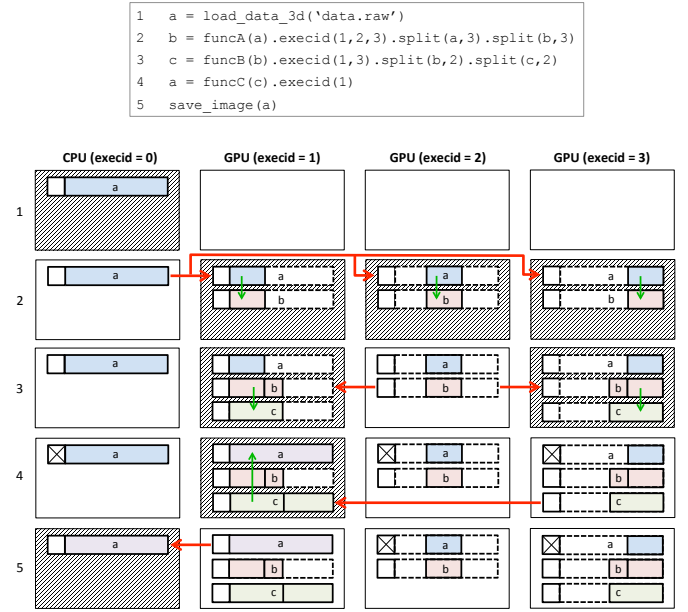 1 a = load_data_3d(‘data.raw’)
2 b = funcA(a).execid(1,2,3).split(a,3).split(b,3)
3 c = funcB(b).execid(1,3).split(b,2).split(c,2)
4 a = funcC(c).execid(1)
5 save_image(a)
CPU (execid = 0) GPU (execid = 1) GPU (execid = 2) GPU (execid = 3)
1
a
2
a a a a
b b b
3
a a a a
b b b
c c
4
a a a a
b b b
c c
5
a a a a
b b b
c c